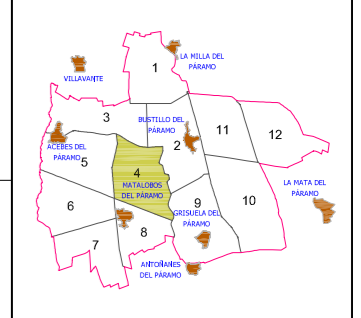 LA MILLA DEL
PÁRAMO
1
VILLAVANTE
3
BUSTILLO DEL
PÁRAMO
11
12
2
ACEBES DEL
PÁRAMO
5
4
MATALOBOS
DEL PÁRAMO
LA MATA DEL
PÁRAMO
6
9
10
GRISUELA DEL
PÁRAMO
8
7
ANTOÑANES
DEL PÁRAMO